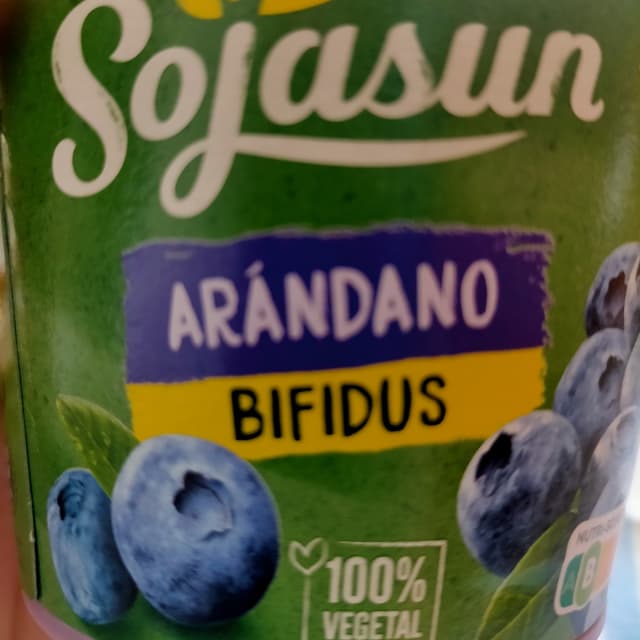 Sojasun
ARÁNDANO
BIFIDUS
100%
VEGETAL
B